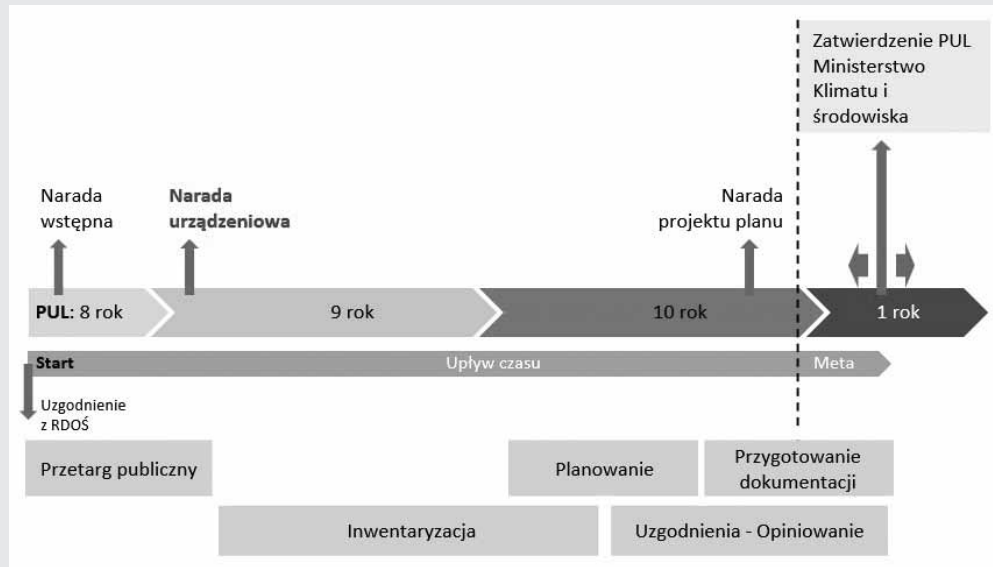 Zatwierdzenie PUL
Ministerstwo
Klimatu i
środowiska
Narada
wstępna
Narada
urządzeniowa
Narada
projektu planu
PUL: 8 rok
9 rok
10 rok
1 rok
Start
Upływ czasu
Meta
Uzgodnienie
z RDOŚ
Przetarg publiczny
Planowanie
Przygotowanie
dokumentacji
Inwentaryzacja
Uzgodnienia - Opiniowanie